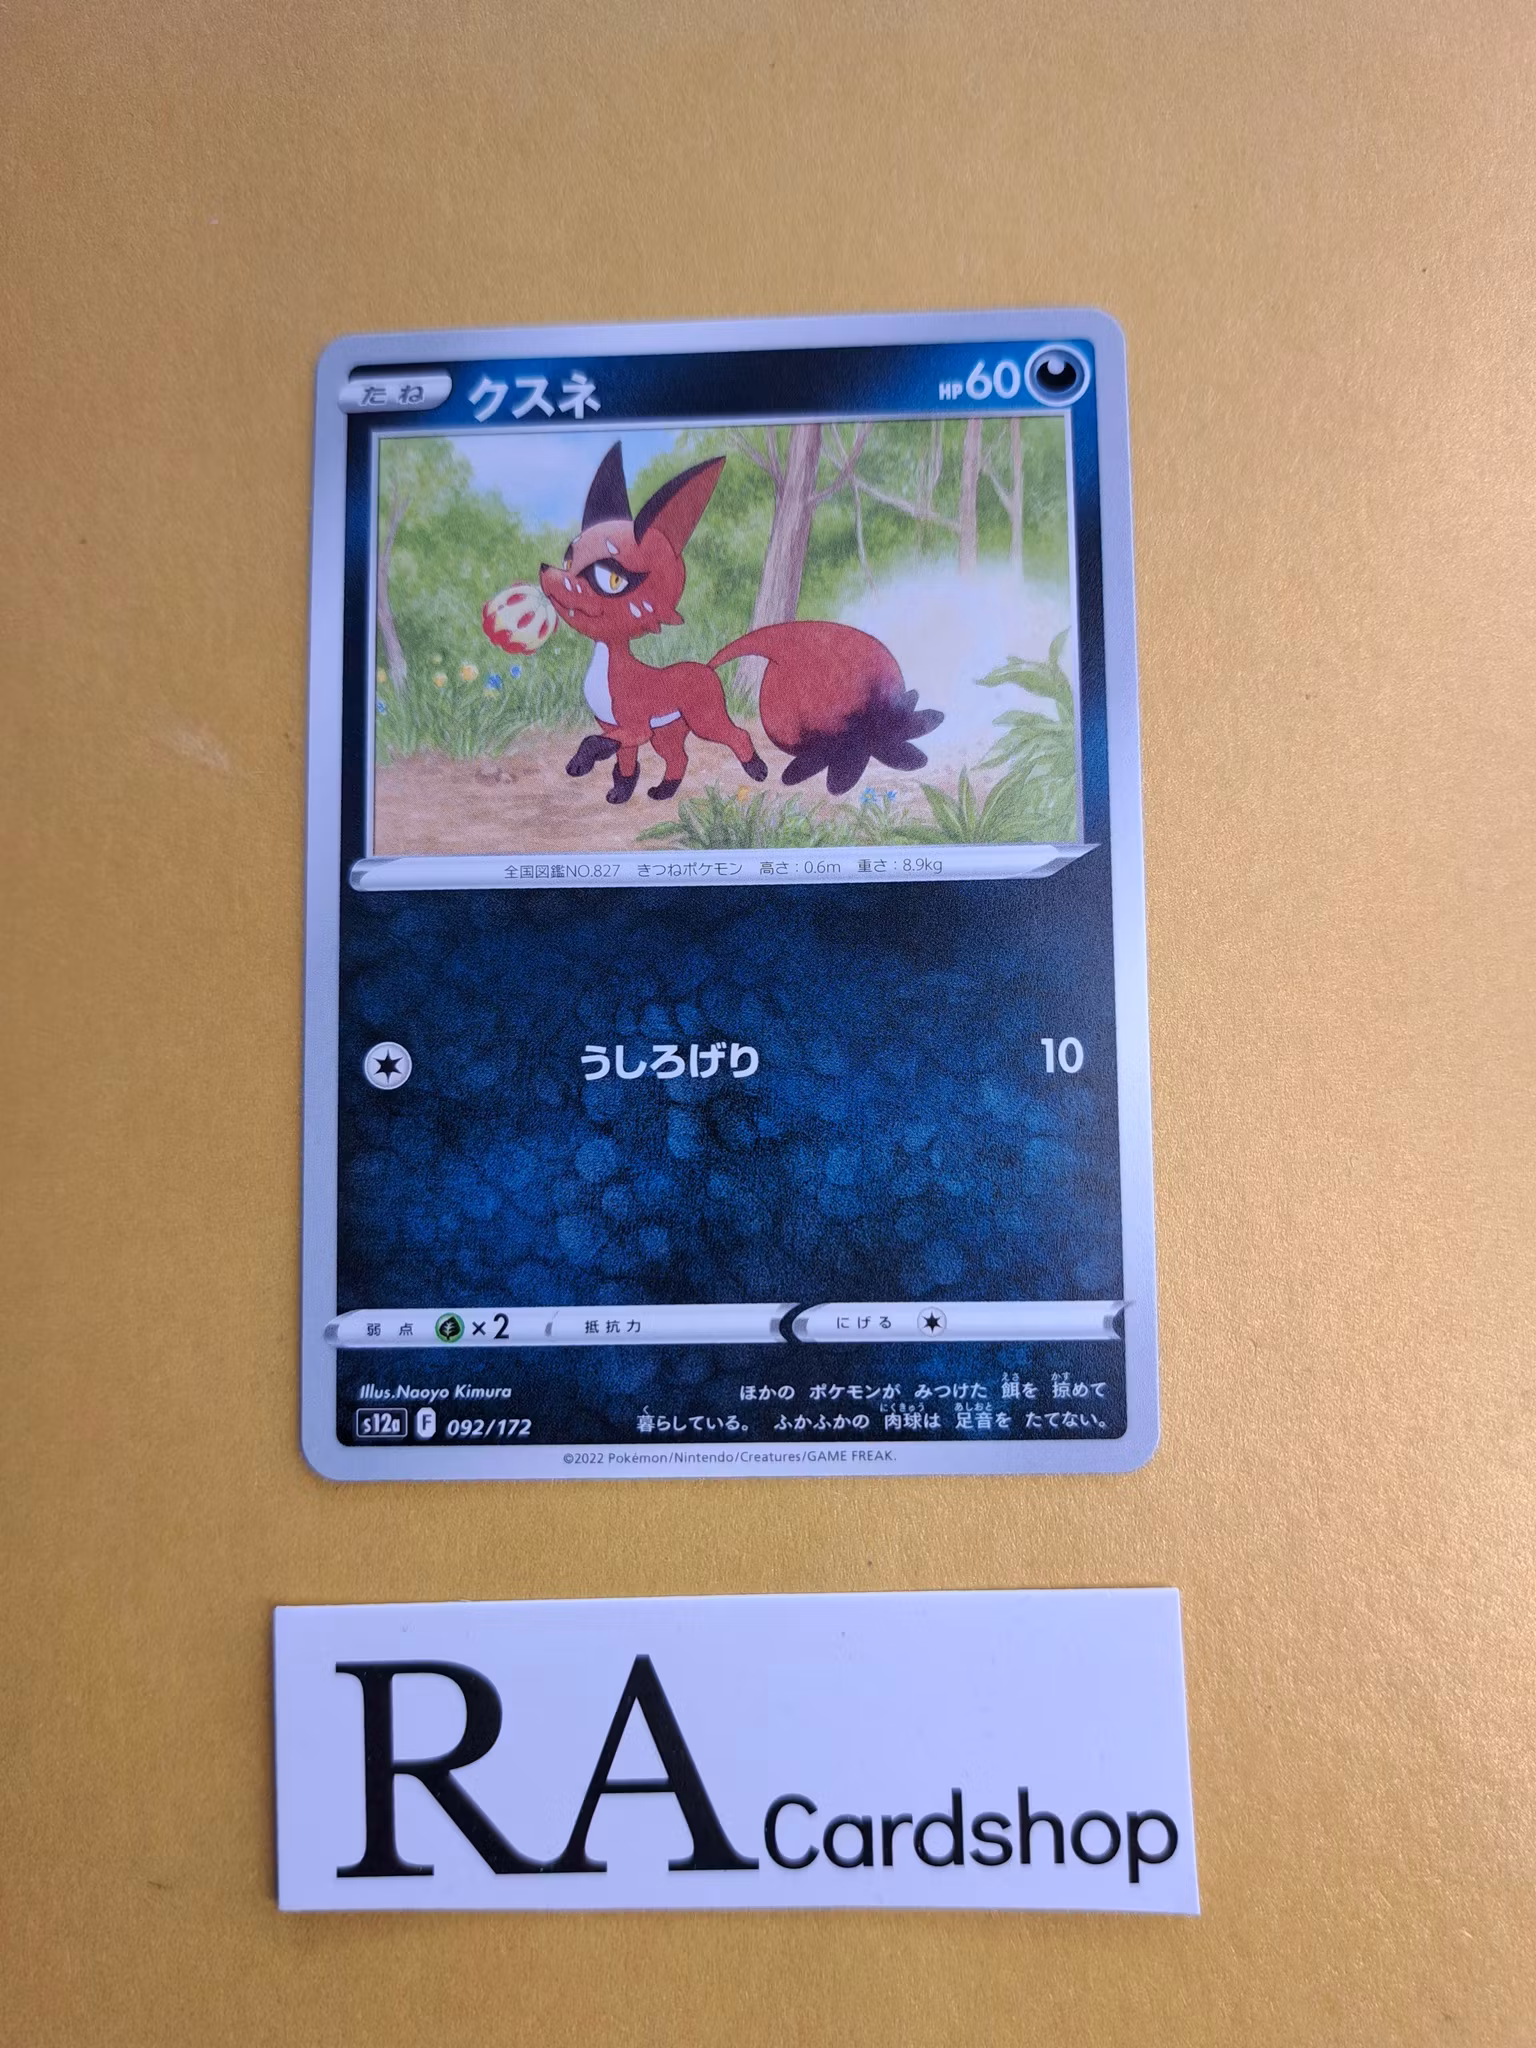 たね クスネ HP60
全国図鑑NO.827 きつねポケモン 高さ:0.6m 重さ:8.9kg
うしろげり 10
弱点 ×2 抵抗力 にげる
Illus.Naoyo Kimura
ほかの ポケモンが みつけた 餌を 掠めて
暮らしている。 ふかふかの 肉球は 足音を たてない。
s12a F 092/172
©2022 Pokémon/Nintendo/Creatures/GAME FREAK.
RA Cardshop